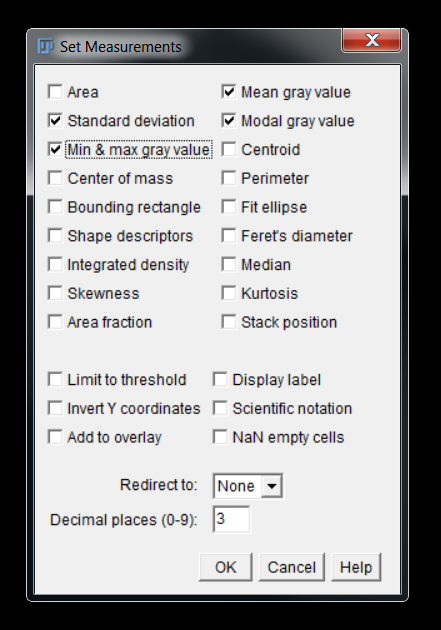 Set Measurements
Area Mean gray value
Standard deviation Modal gray value
Min & max gray value Centroid
Center of mass Perimeter
Bounding rectangle Fit ellipse
Shape descriptors Feret's diameter
Integrated density Median
Skewness Kurtosis
Area fraction Stack position
Limit to threshold Display label
Invert Y coordinates Scientific notation
Add to overlay NaN empty cells
Redirect to: None
Decimal places (0-9): 3
OK Cancel Help